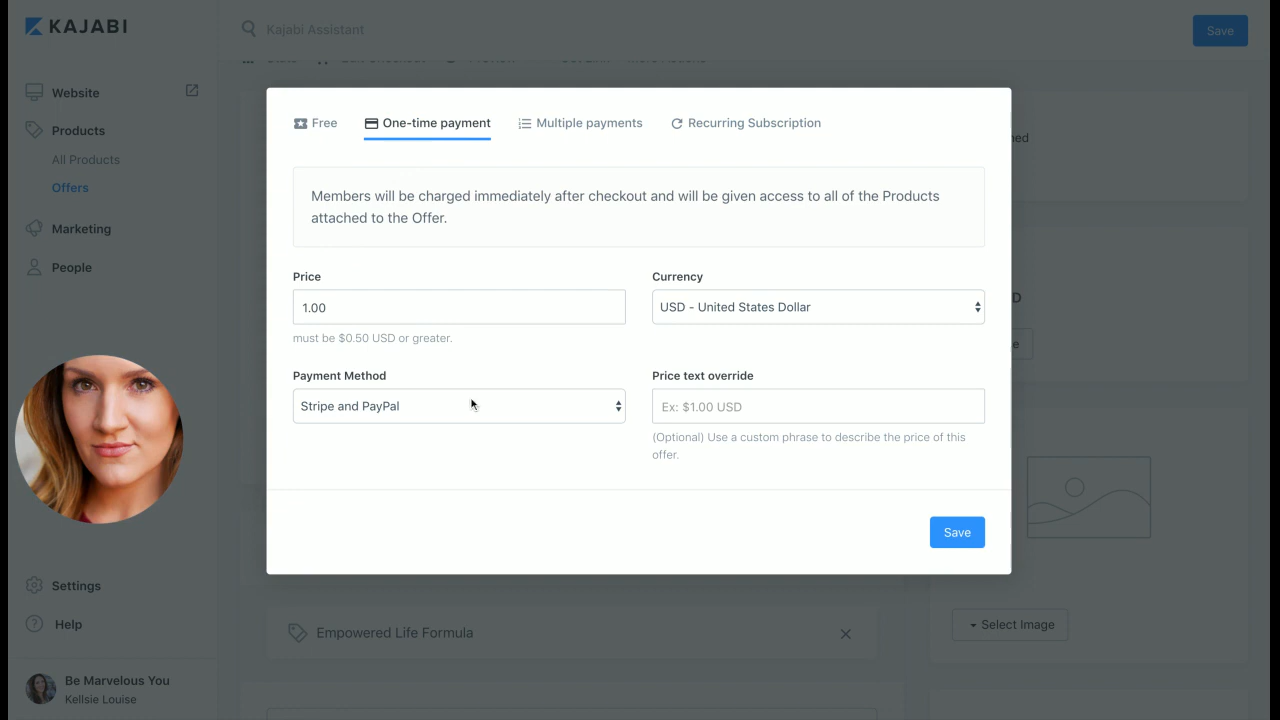 KAJABI
Kajabi Assistant
Save
Website
Products
All Products
Offers
Marketing
People
Settings
Help
Be Marvelous You
Kellsie Louise
Free
One-time payment
Multiple payments
Recurring Subscription
Members will be charged immediately after checkout and will be given access to all of the Products
attached to the Offer.
Price
Currency
1.00
USD - United States Dollar
must be $0.50 USD or greater.
Payment Method
Price text override
Stripe and PayPal
Ex: $1.00 USD
(Optional) Use a custom phrase to describe the price of this
offer.
Save
Empowered Life Formula
Select Image